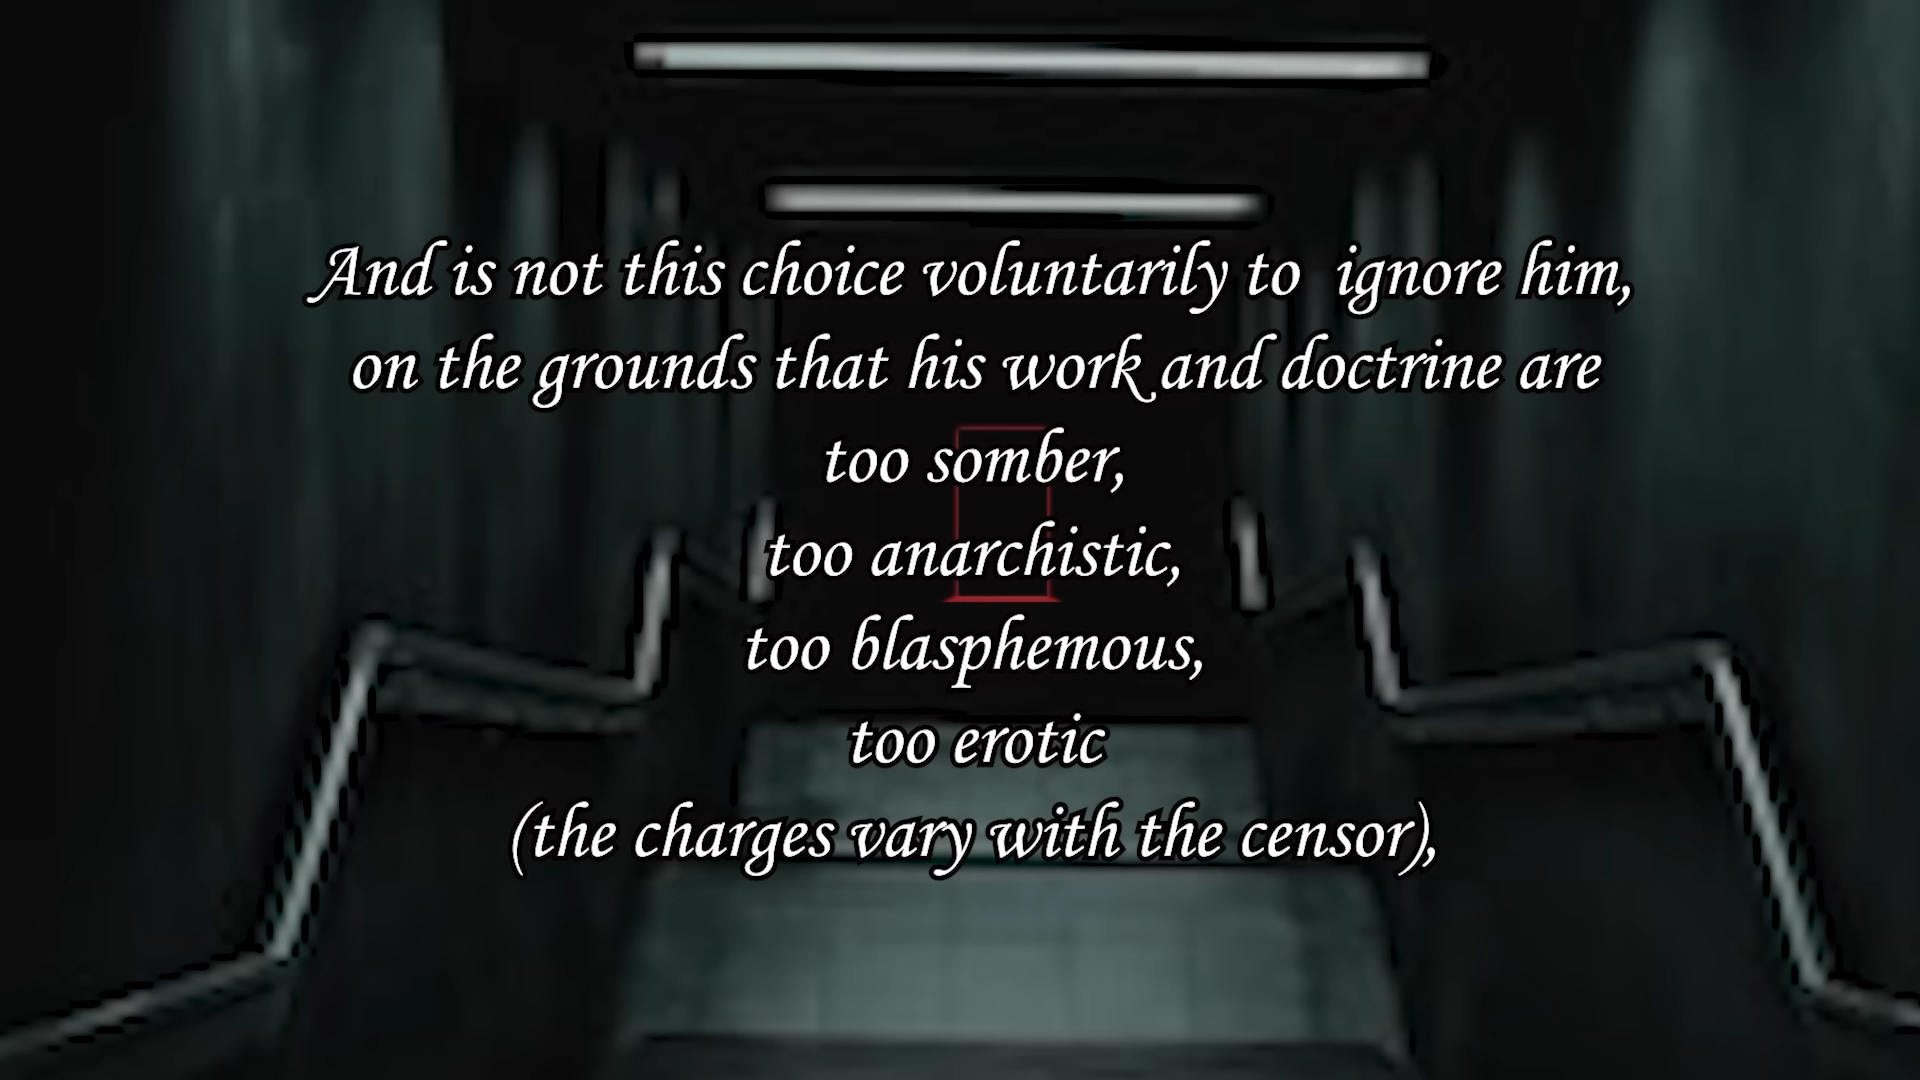 And is not this choice voluntarily to  ignore him,
on the grounds that his work and doctrine are
too somber,
too anarchistic,
too blasphemous,
too erotic
(the charges vary with the censor),